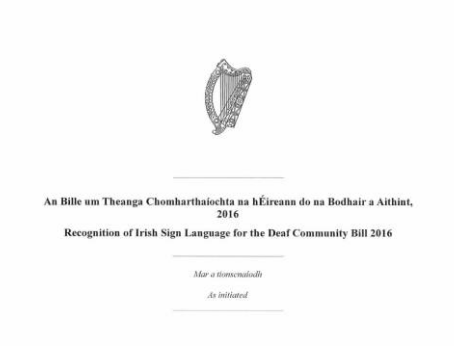 An Bille um Theanga Chomharthaíochta na hÉireann do na Bodhair a Aithint,
2016
Recognition of Irish Sign Language for the Deaf Community Bill 2016
Mar a tionscnaíodh
As initiated